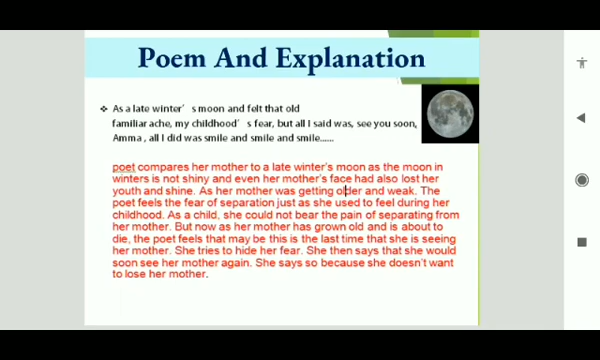 Poem And Explanation
As a late winter's moon and felt that old
familiar ache, my childhood's fear, but all I said was, see you soon,
Amma, all I did was smile and smile and smile......
poet compares her mother to a late winter's moon as the moon in
winters is not shiny and even her mother's face had also lost her
youth and shine. As her mother was getting older and weak. The
poet feels the fear of separation just as she used to feel during her
childhood. As a child, she could not bear the pain of separating from
her mother. But now as her mother has grown old and is about to
die, the poet feels that may be this is the last time that she is seeing
her mother. She tries to hide her fear. She then says that she would
soon see her mother again. She says so because she doesn't want
to lose her mother.